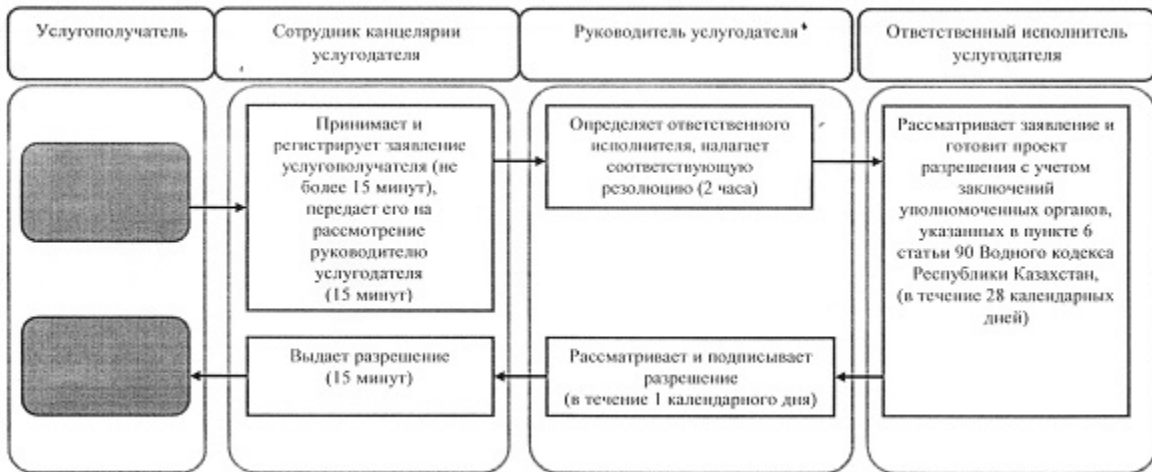 Услугополучатель
Сотрудник канцелярии
услугодателя
Руководитель услугодателя
Ответственный исполнитель
услугодателя
Принимает и
регистрирует заявление
услугополучателя (не
более 15 минут),
передает его на
рассмотрение
руководителю
услугодателя
(15 минут)
Определяет ответственного
исполнителя, налагает
соответствующую
резолюцию (2 часа)
Рассматривает заявление и
готовит проект
разрешения с учетом
заключений
уполномоченных органов,
указанных в пункте 6
статьи 90 Водного кодекса
Республики Казахстан,
(в течение 28 календарных
дней)
Выдает разрешение
(15 минут)
Рассматривает и подписывает
разрешение
(в течение 1 календарного дня)